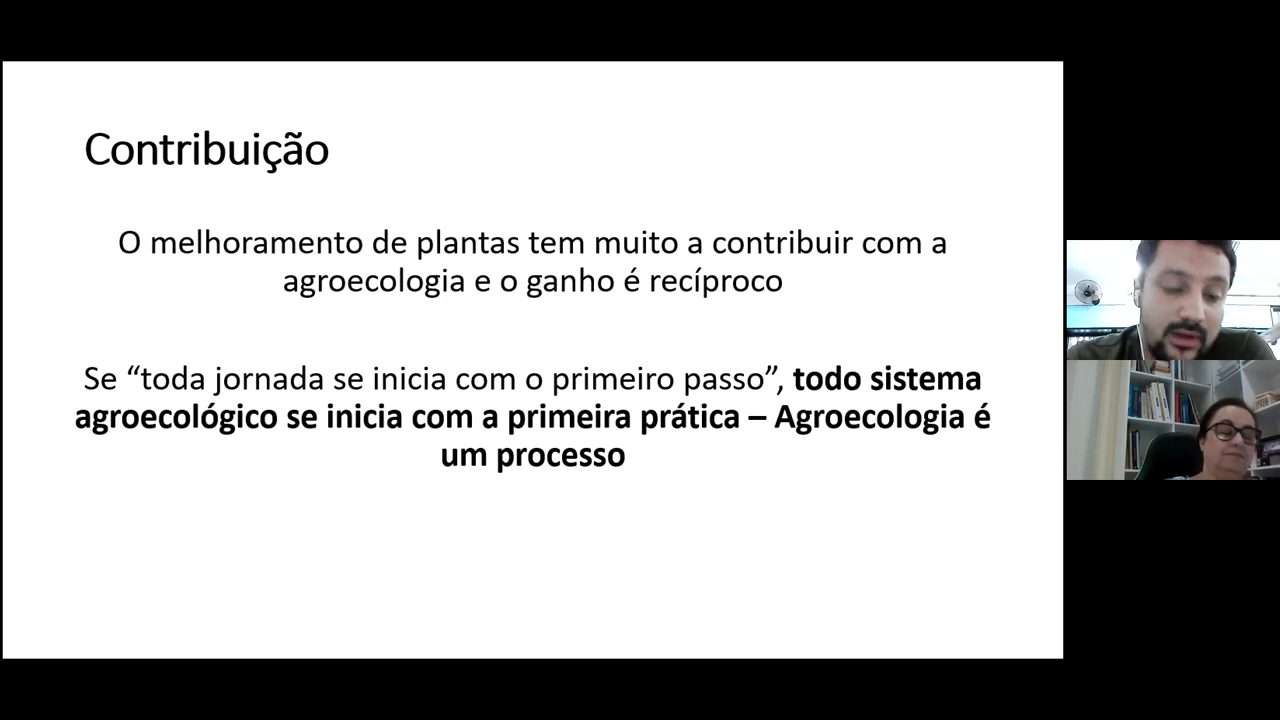 Contribuição
O melhoramento de plantas tem muito a contribuir com a
agroecologia e o ganho é recíproco
Se “toda jornada se inicia com o primeiro passo”, todo sistema
agroecológico se inicia com a primeira prática – Agroecologia é
um processo